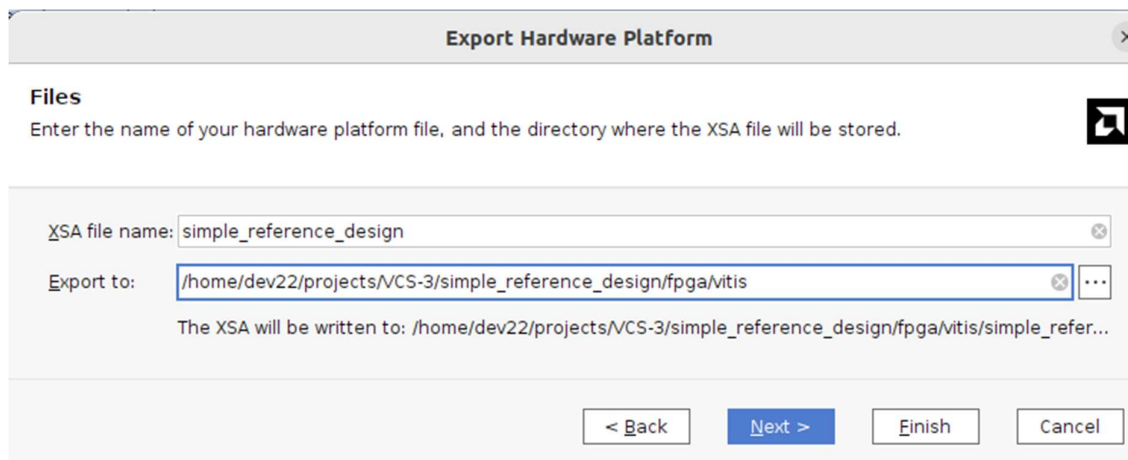 Export Hardware Platform
Files
Enter the name of your hardware platform file, and the directory where the XSA file will be stored.
XSA file name: simple_reference_design
Export to: /home/dev22/projects/VCS-3/simple_reference_design/fpga/vitis
...
The XSA will be written to: /home/dev22/projects/VCS-3/simple_reference_design/fpga/vitis/simple_refer...
< Back Next > Finish Cancel